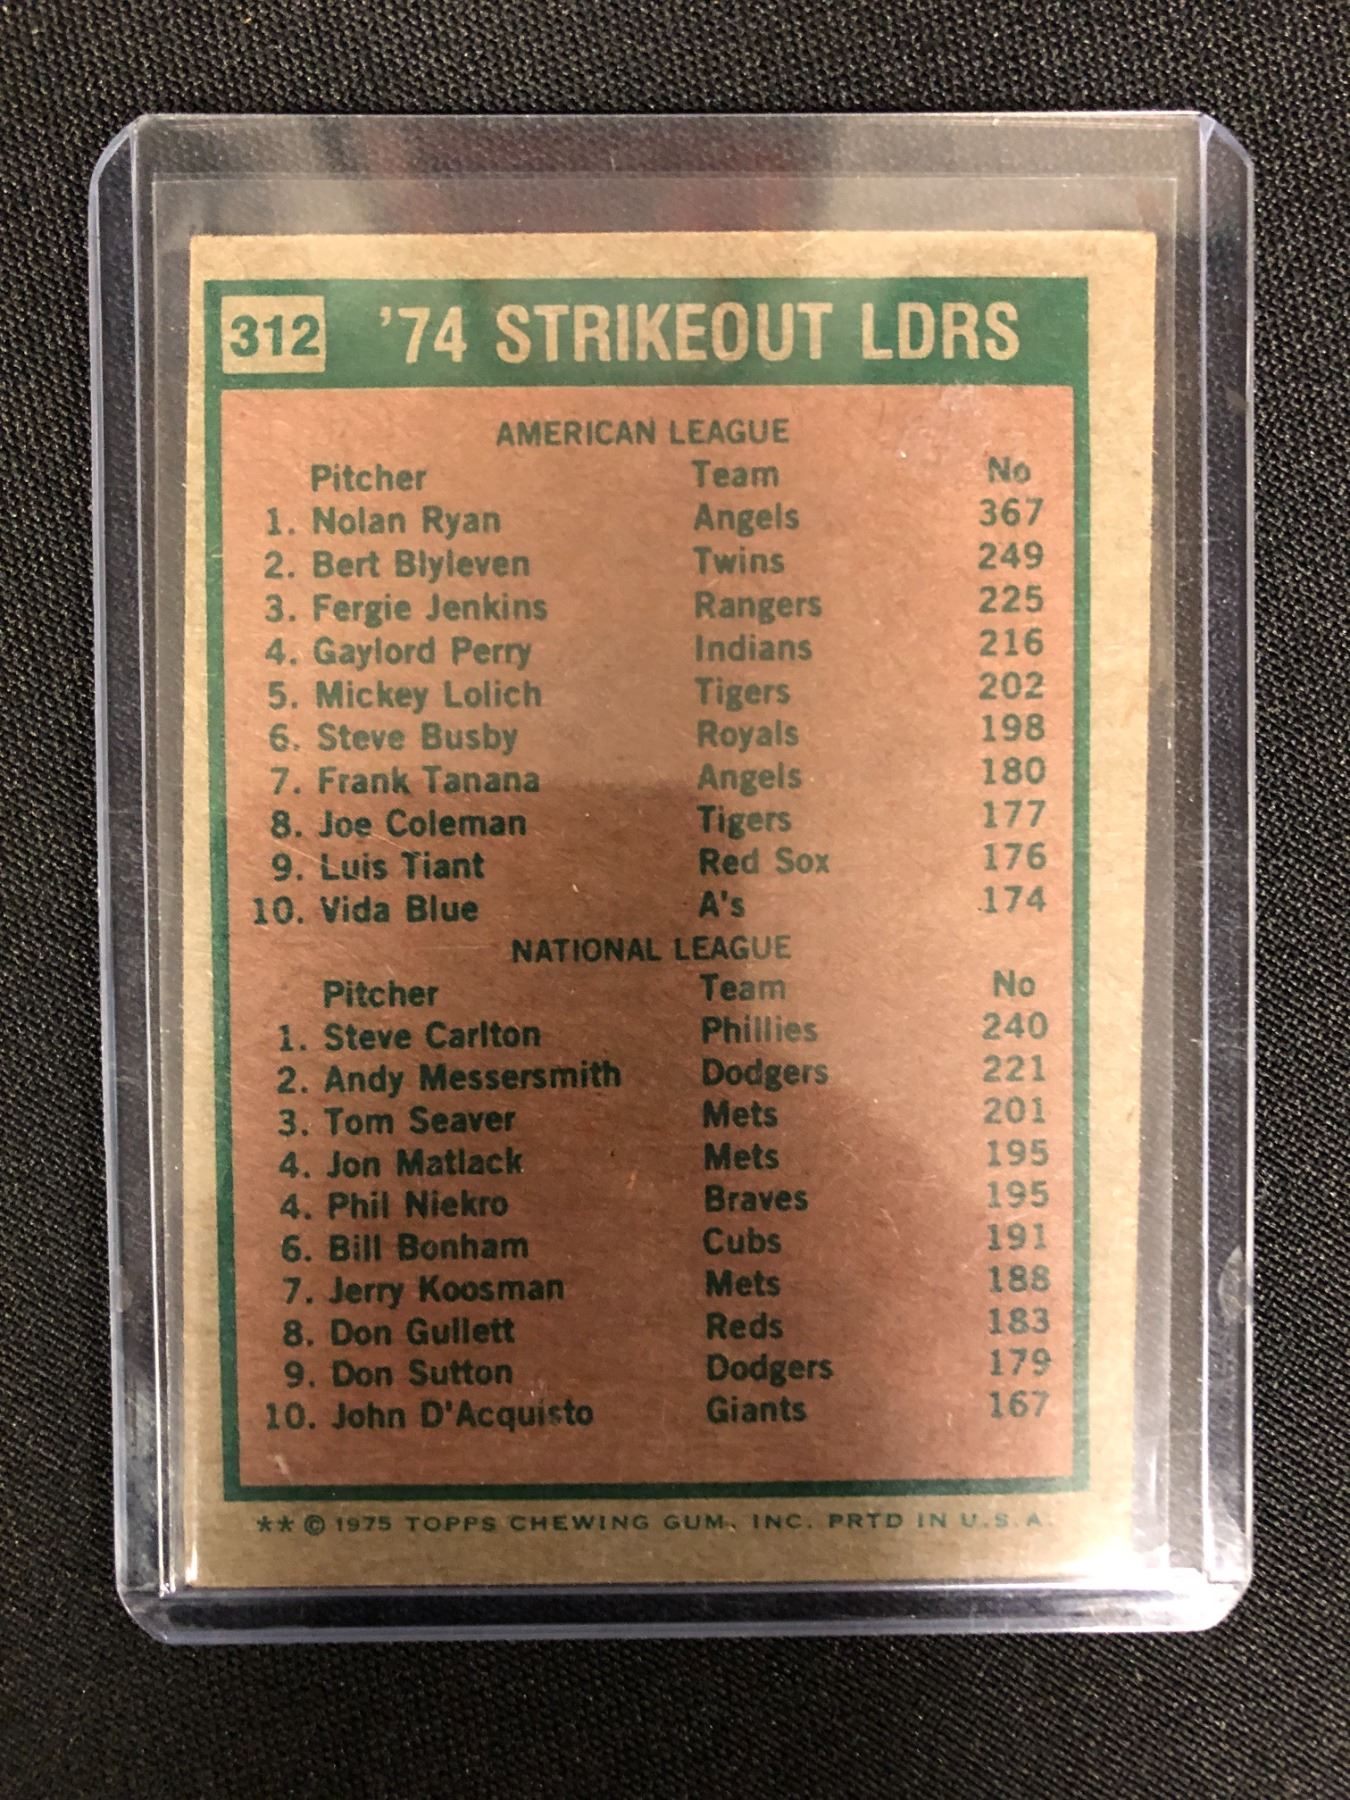 312 '74 STRIKEOUT LDRS
AMERICAN LEAGUE
Pitcher Team No
1. Nolan Ryan Angels 367
2. Bert Blyleven Twins 249
3. Fergie Jenkins Rangers 225
4. Gaylord Perry Indians 216
5. Mickey Lolich Tigers 202
6. Steve Busby Royals 198
7. Frank Tanana Angels 180
8. Joe Coleman Tigers 177
9. Luis Tiant Red Sox 176
10. Vida Blue A's 174
NATIONAL LEAGUE
Pitcher Team No
1. Steve Carlton Phillies 240
2. Andy Messersmith Dodgers 221
3. Tom Seaver Mets 201
4. Jon Matlack Mets 195
4. Phil Niekro Braves 195
6. Bill Bonham Cubs 191
7. Jerry Koosman Mets 188
8. Don Gullett Reds 183
9. Don Sutton Dodgers 179
10. John D'Acquisto Giants 167
** © 1975 TOPPS CHEWING GUM, INC. PRTD IN U.S.A.